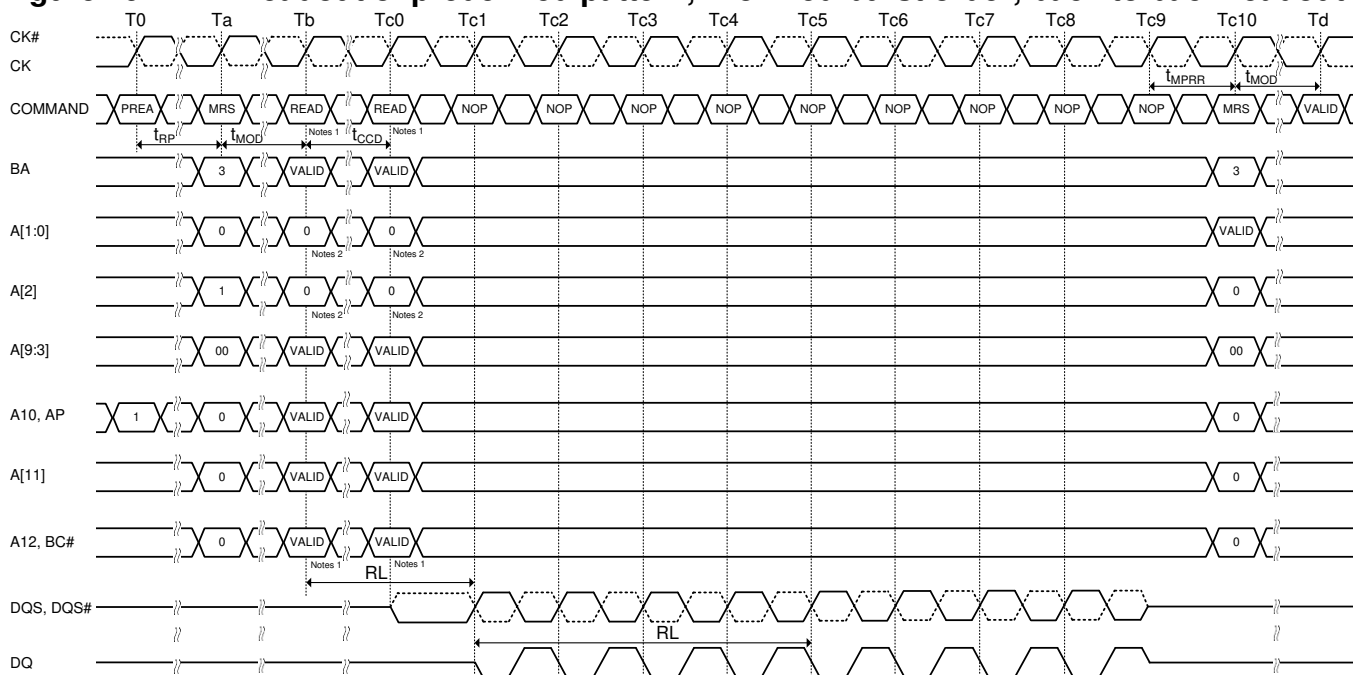 T0 Ta Tb Tc0 Tc1 Tc2 Tc3 Tc4 Tc5 Tc6 Tc7 Tc8 Tc9 Tc10 Td
CK#
CK
tMPRR tMOD
COMMAND PREA MRS READ READ NOP NOP NOP NOP NOP NOP NOP NOP NOP MRS VALID
Notes 1 Notes 1
tRP tMOD tCCD
BA 3 VALID VALID 3
A[1:0] 0 0 0 VALID
Notes 2 Notes 2
A[2] 1 0 0 0
Notes 2 Notes 2
A[9:3] 00 VALID VALID 00
A10, AP 1 0 VALID VALID 0
A[11] 0 VALID VALID 0
A12, BC# 0 VALID VALID 0
Notes 1 Notes 1
RL
DQS, DQS#
RL
DQ